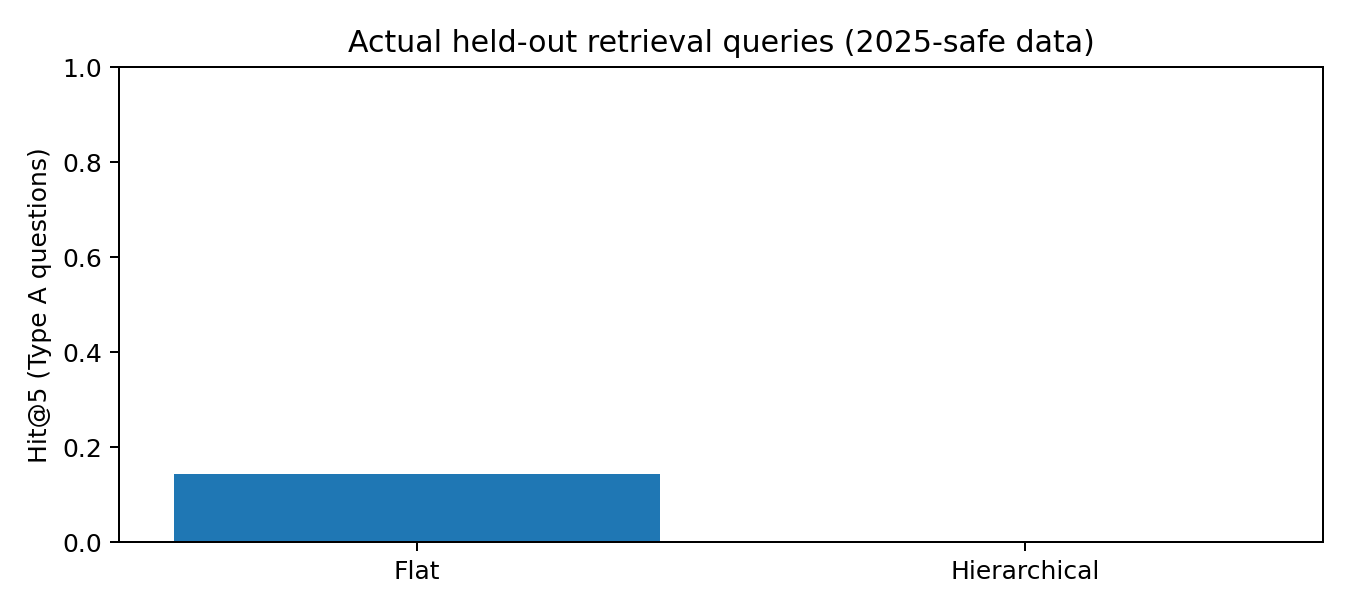 Actual held-out retrieval queries (2025-safe data)
Hit@5 (Type A questions)
1.0
0.8
0.6
0.4
0.2
0.0
Flat
Hierarchical